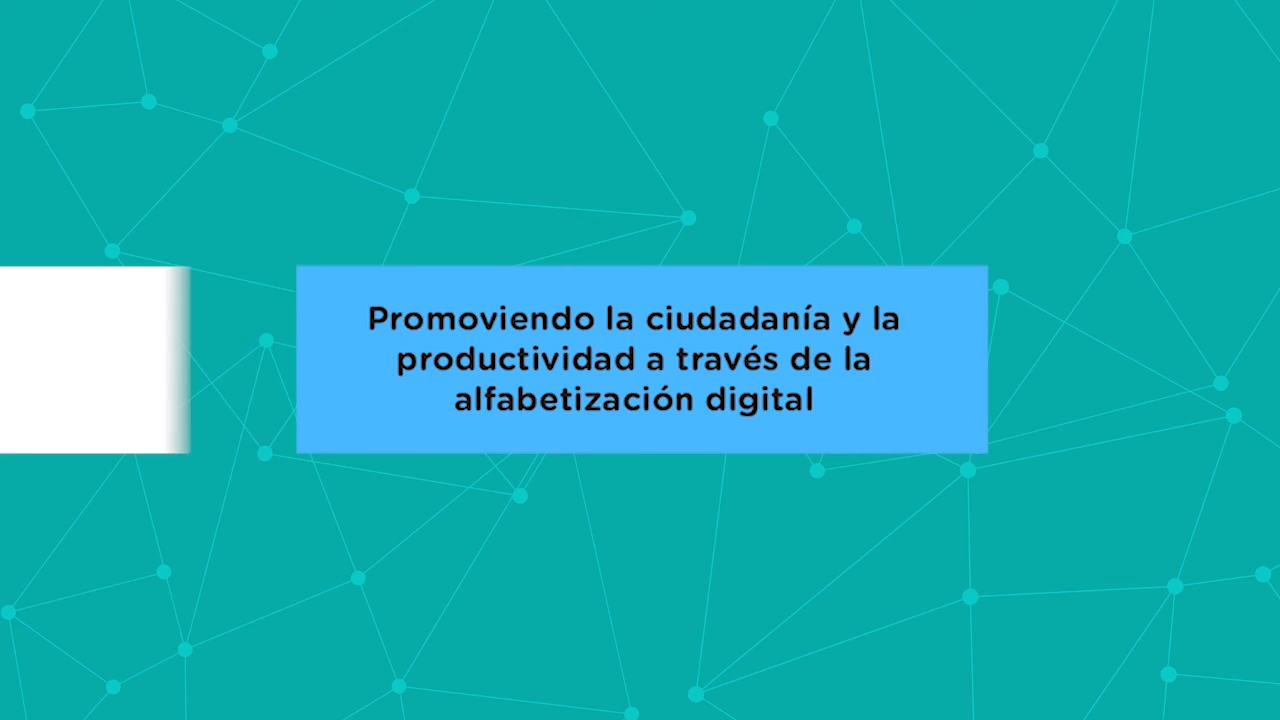 Promoviendo la ciudadanía y la
productividad a través de la
alfabetización digital